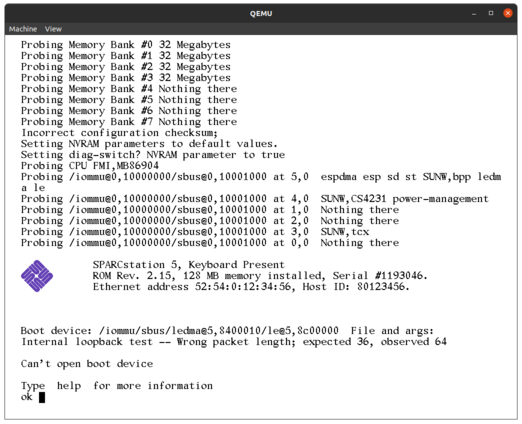 QEMU
Machine View
Probing Memory Bank #0 32 Megabytes
Probing Memory Bank #1 32 Megabytes
Probing Memory Bank #2 32 Megabytes
Probing Memory Bank #3 32 Megabytes
Probing Memory Bank #4 Nothing there
Probing Memory Bank #5 Nothing there
Probing Memory Bank #6 Nothing there
Probing Memory Bank #7 Nothing there
Incorrect configuration checksum;
Setting NVRAM parameters to default values.
Setting diag-switch? NVRAM parameter to true
Probing CPU FMI,MB86904
Probing /iommu@0,10000000/sbus@0,10001000 at 5,0 espdma esp sd st SUNW,bpp ledm
a le
Probing /iommu@0,10000000/sbus@0,10001000 at 4,0 SUNW,CS4231 power-management
Probing /iommu@0,10000000/sbus@0,10001000 at 1,0 Nothing there
Probing /iommu@0,10000000/sbus@0,10001000 at 2,0 Nothing there
Probing /iommu@0,10000000/sbus@0,10001000 at 3,0 SUNW,tcx
Probing /iommu@0,10000000/sbus@0,10001000 at 0,0 Nothing there
SPARCstation 5, Keyboard Present
ROM Rev. 2.15, 128 MB memory installed, Serial #1193046.
Ethernet address 52:54:0:12:34:56, Host ID: 80123456.
Boot device: /iommu/sbus/ledma@5,8400010/le@5,8c00000 File and args:
Internal loopback test -- Wrong packet length; expected 36, observed 64
Can't open boot device
Type help for more information
ok